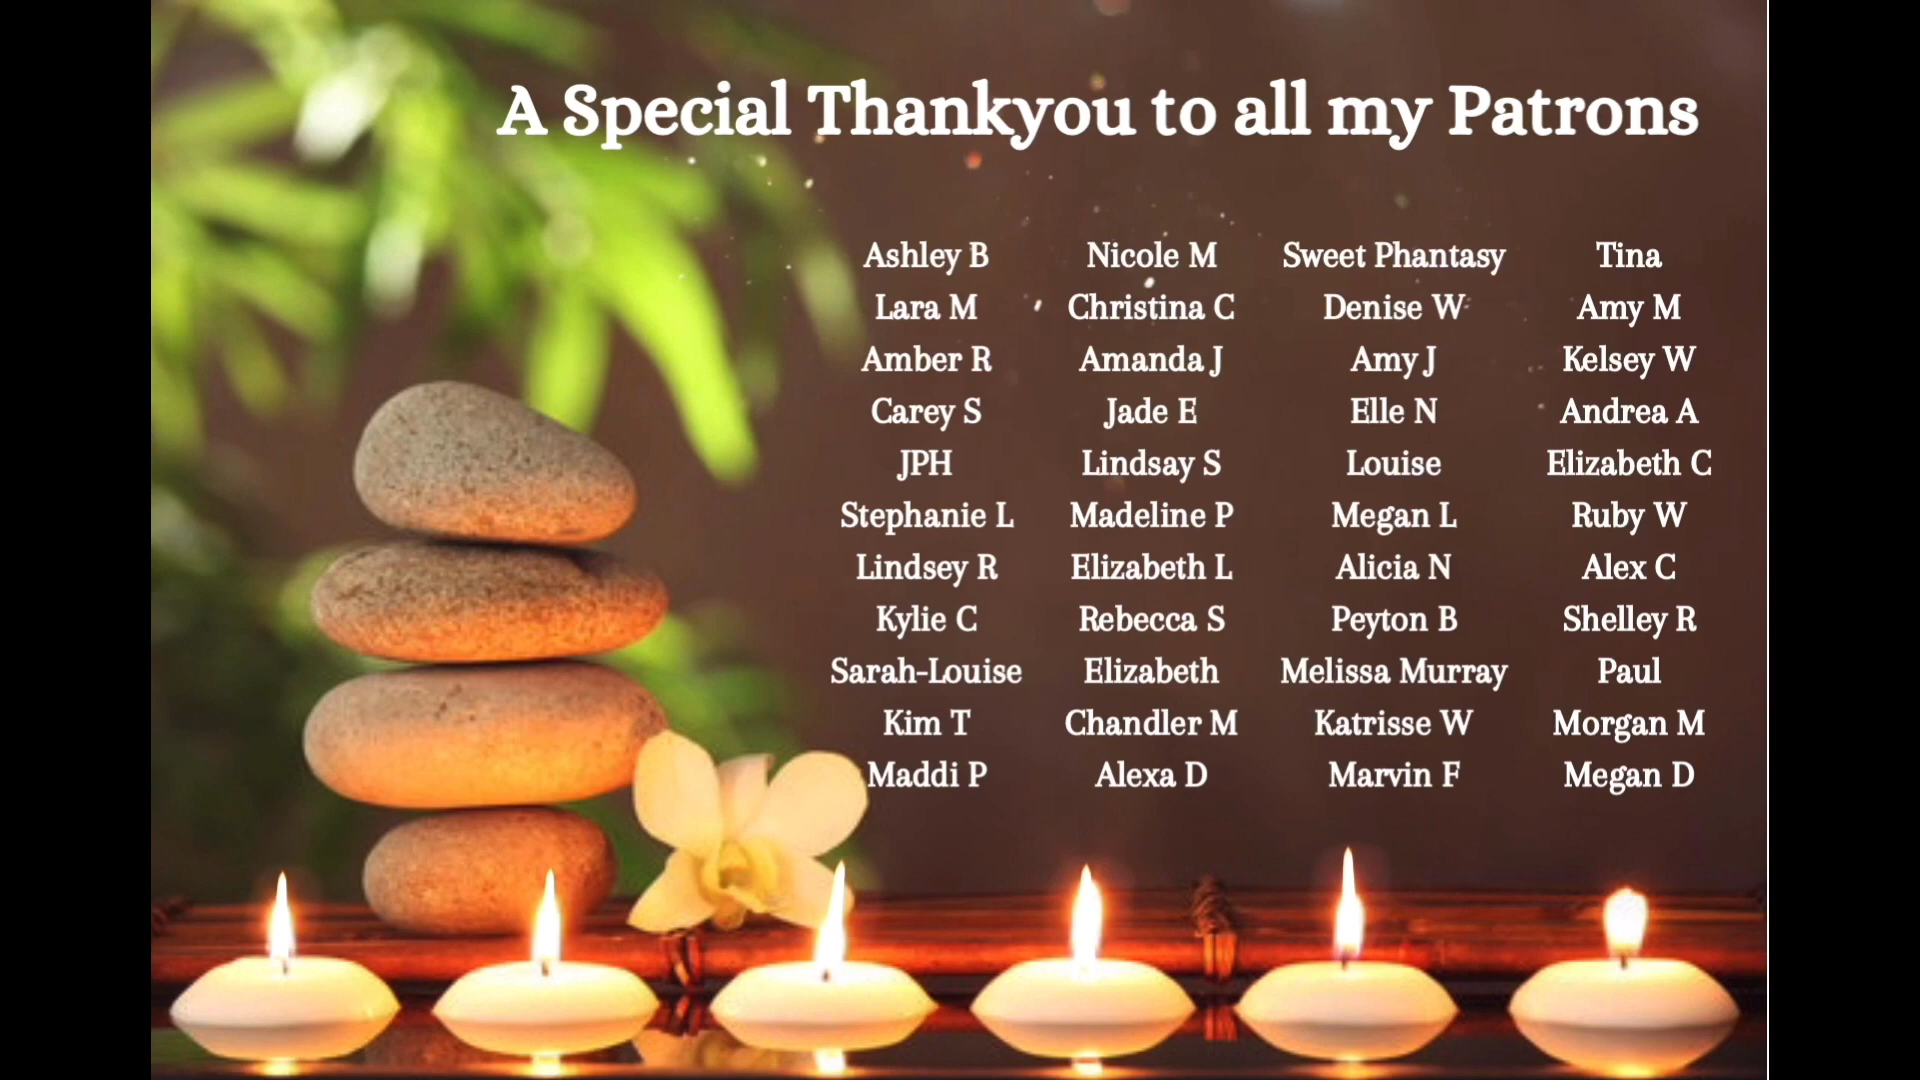 A Special Thankyou to all my Patrons
Ashley B Nicole M Sweet Phantasy Tina
Lara M Christina C Denise W Amy M
Amber R Amanda J Amy J Kelsey W
Carey S Jade E Elle N Andrea A
JPH Lindsay S Louise Elizabeth C
Stephanie L Madeline P Megan L Ruby W
Lindsey R Elizabeth L Alicia N Alex C
Kylie C Rebecca S Peyton B Shelley R
Sarah-Louise Elizabeth Melissa Murray Paul
Kim T Chandler M Katrisse W Morgan M
Maddi P Alexa D Marvin F Megan D